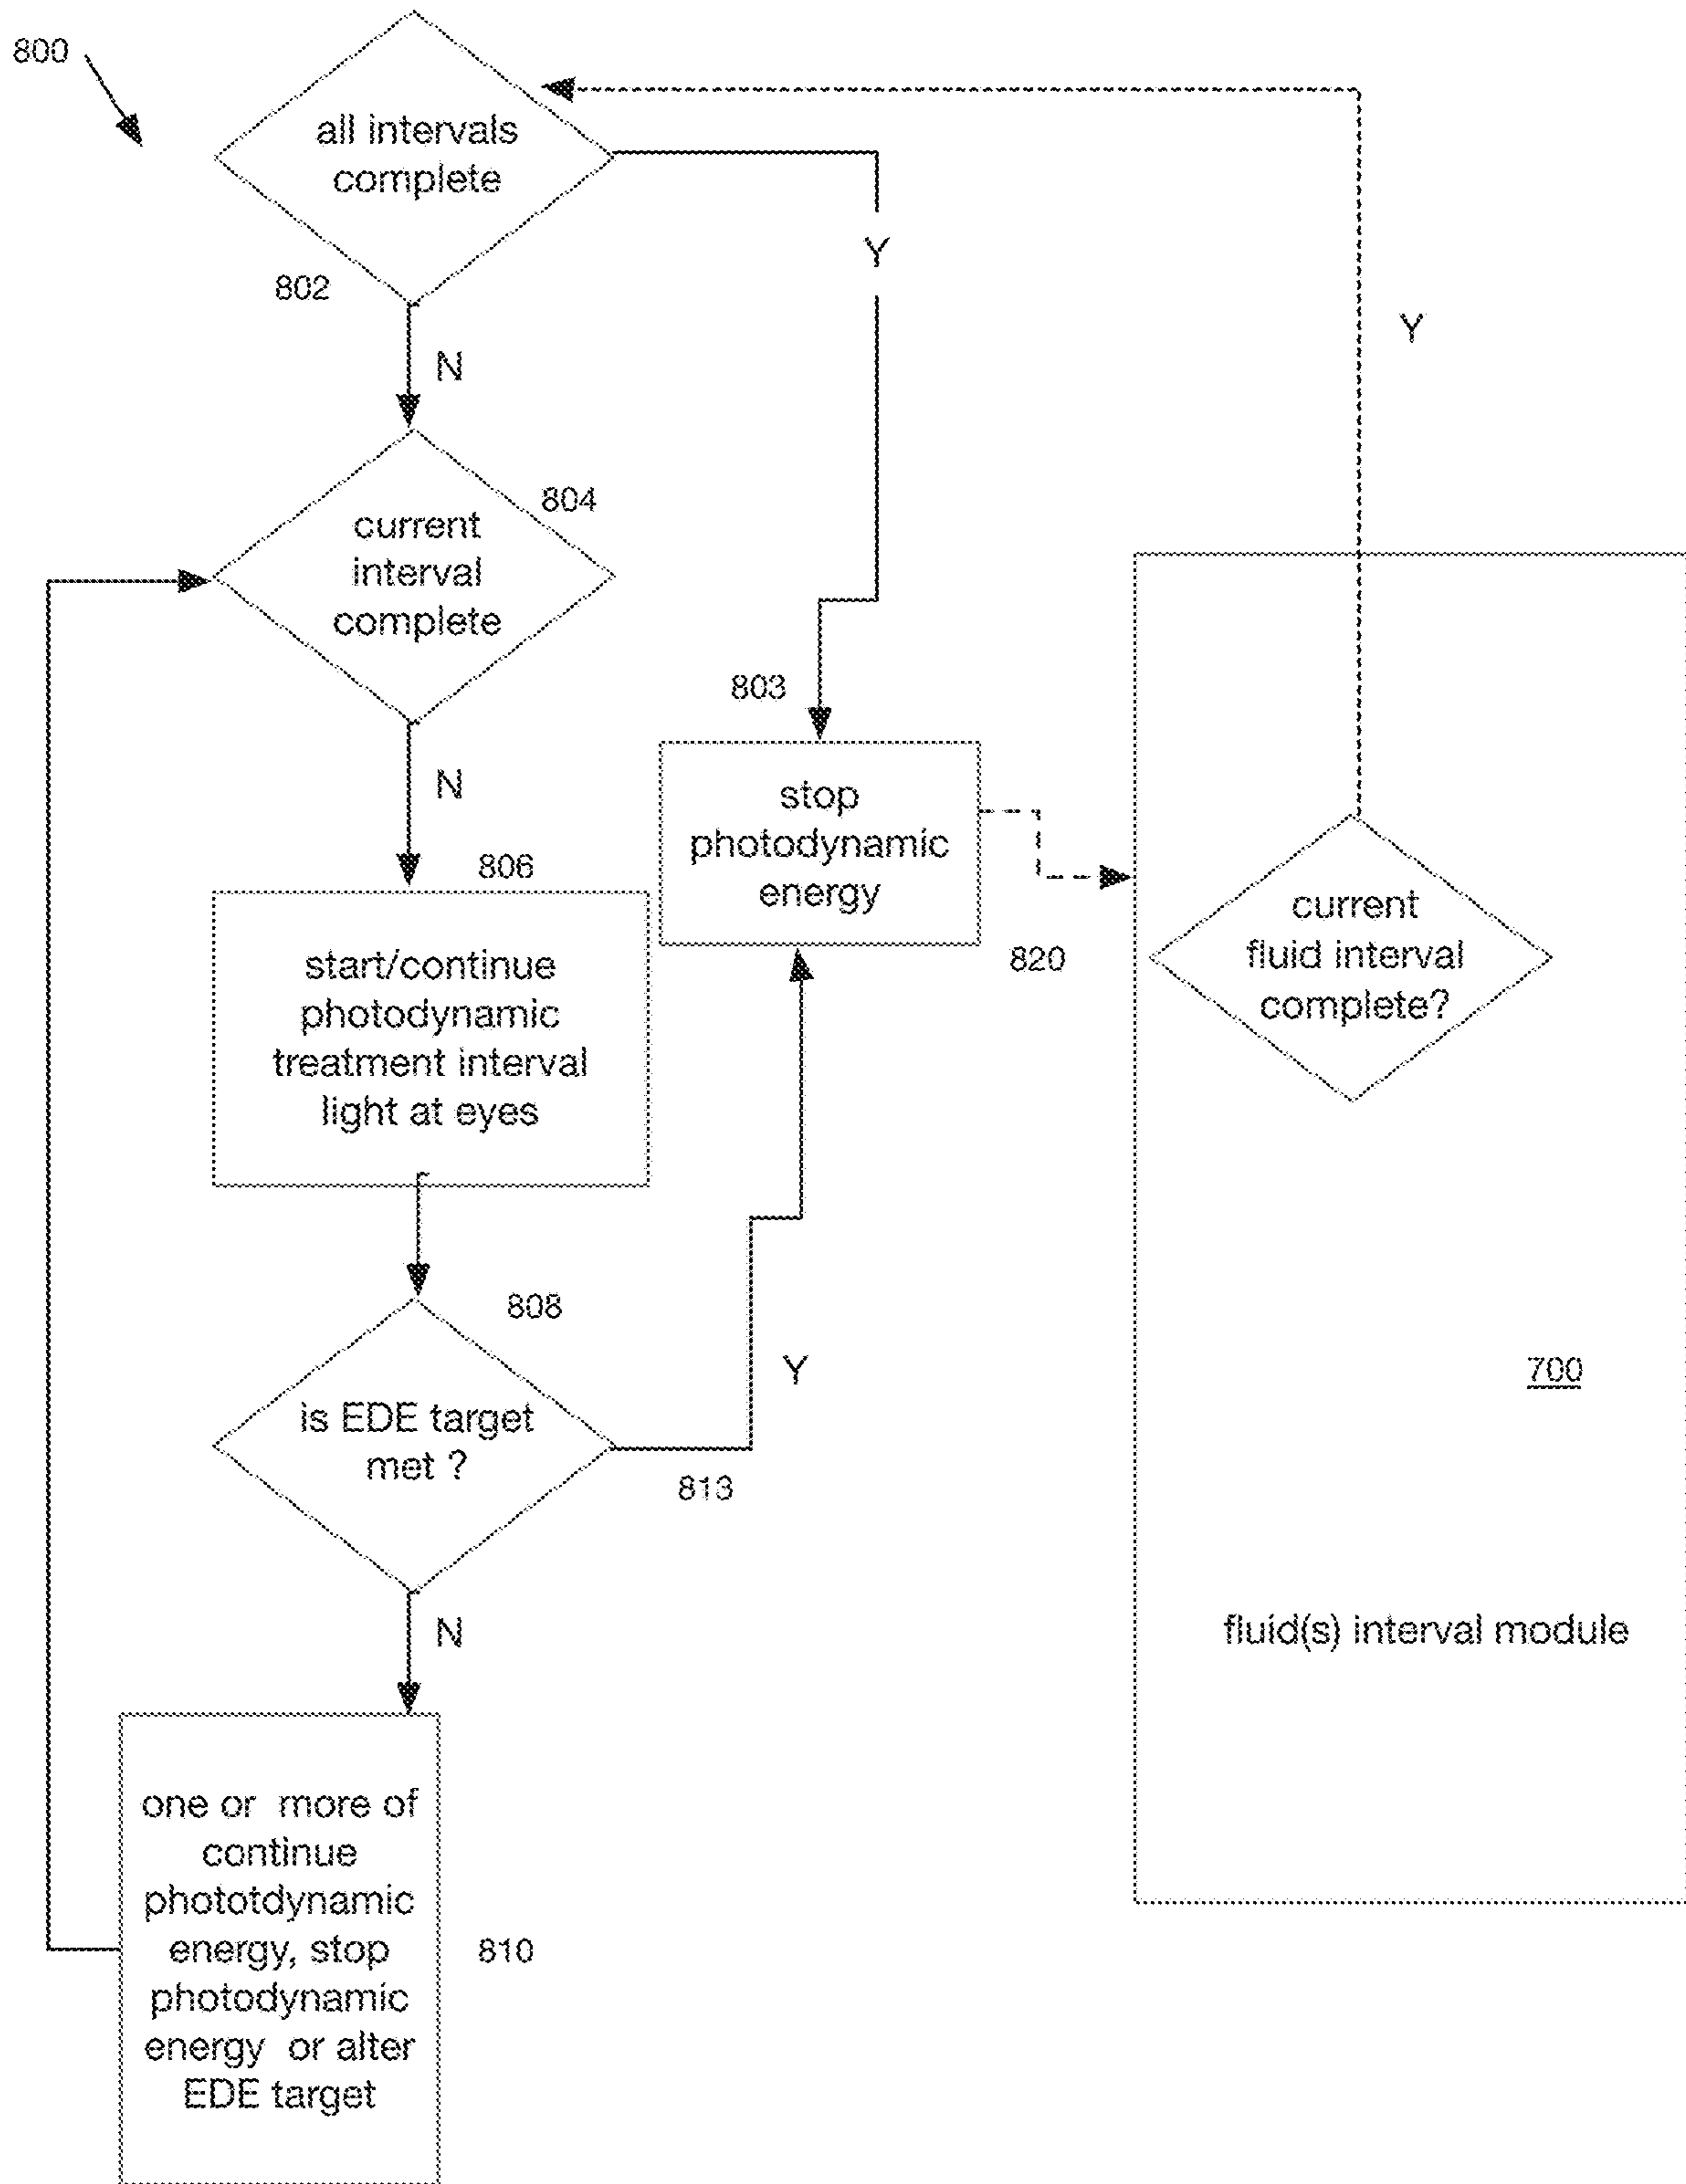 800
all intervals
complete
802
Y
N
Y
804
current
interval
complete
N
803
stop
photodynamic
energy
820
806
start/continue
photodynamic
treatment interval
light at eyes
current
fluid interval
complete?
808
is EDE target
met ?
Y
813
700
N
fluid(s) interval module
one or more of
continue
phototdynamic
energy, stop
photodynamic
energy or alter
EDE target
810